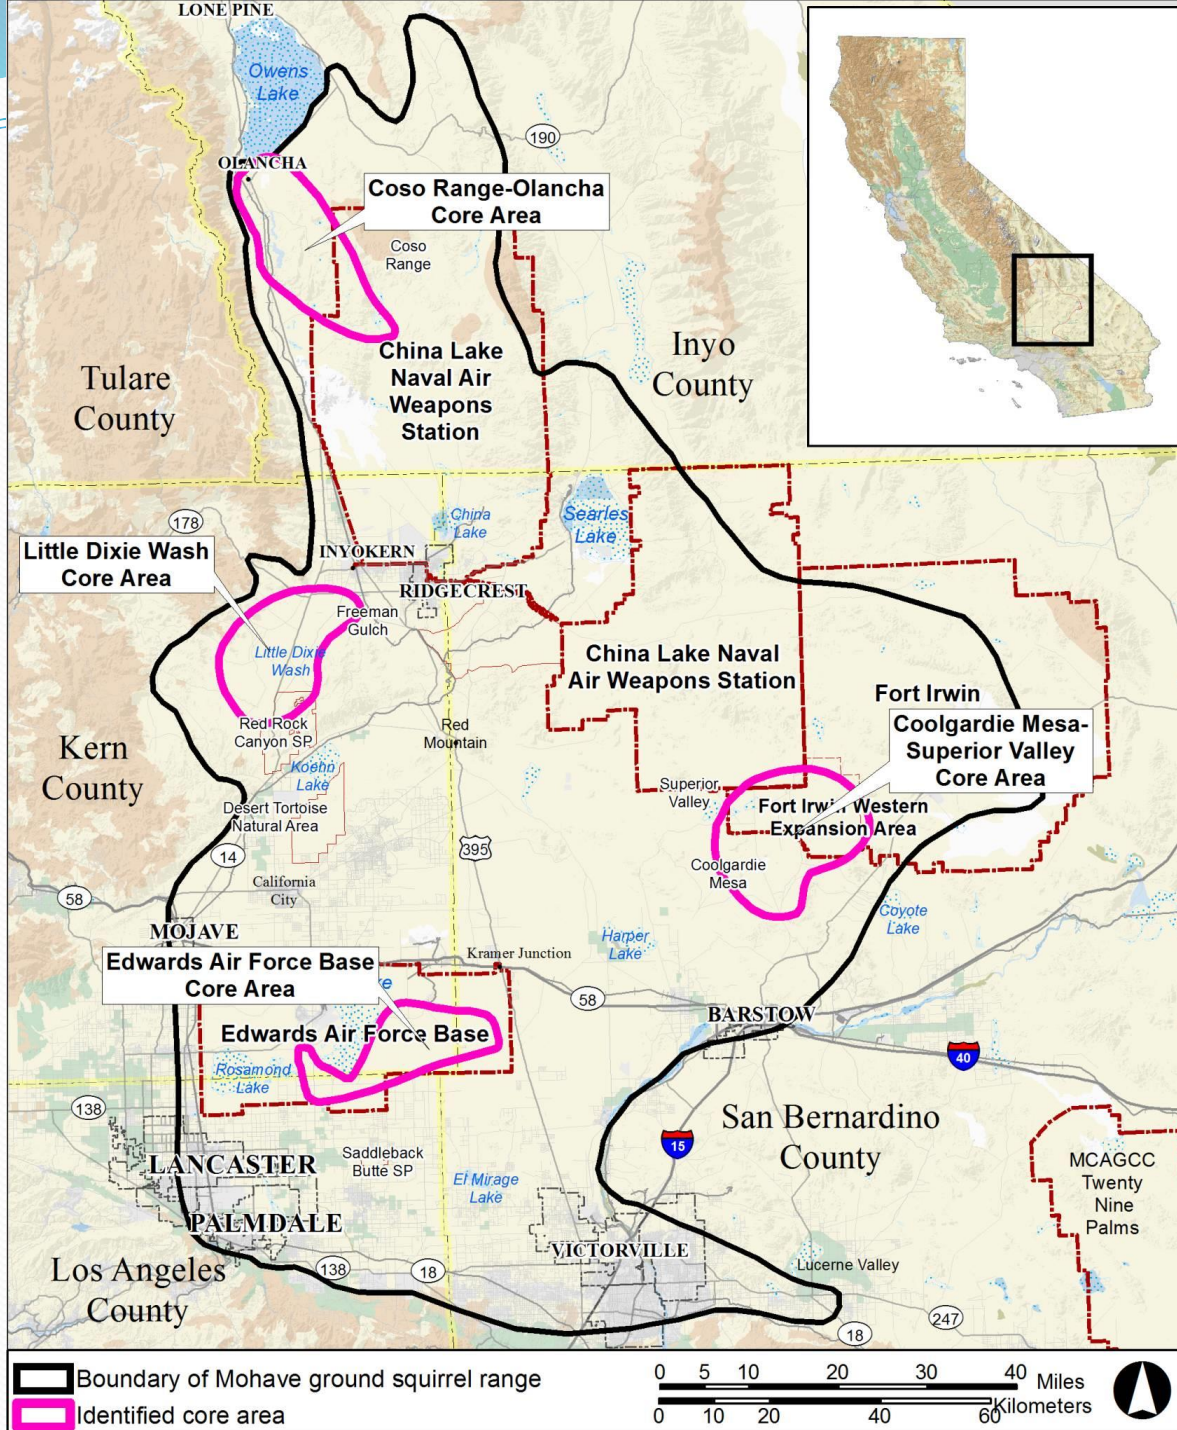 LONE PINE
Owens
Lake
190
OLANCHA
Coso Range-Olancha
Core Area
Coso
Range
China Lake
Naval Air
Weapons
Station
Inyo
County
Tulare
County
178
China
Lake
Searles
Lake
Little Dixie Wash
Core Area
INYOKERN
RIDGECREST
Freeman
Gulch
Little Dixie
Wash
China Lake Naval
Air Weapons Station
Fort Irwin
Coolgardie Mesa-
Superior Valley
Core Area
Red Rock
Canyon SP
Red
Mountain
Kern
County
Koehn
Lake
Superior
Valley
Fort Irwin Western
Expansion Area
Desert Tortoise
Natural Area
395
14
Coolgardie
Mesa
California
City
58
Coyote
Lake
MOJAVE
Harper
Lake
Kramer Junction
Edwards Air Force Base
Core Area
ke
58
BARSTOW
Edwards Air Force Base
40
Rosamond
Lake
138
San Bernardino
County
15
Saddleback
Butte SP
LANCASTER
El Mirage
Lake
MCAGCC
Twenty
Nine
Palms
PALMDALE
VICTORVILLE
Los Angeles
County
138
18
Lucerne Valley
247
18
Boundary of Mohave ground squirrel range
Identified core area
0 5 10 20 30 40 Miles
0 10 20 40 60 Kilometers